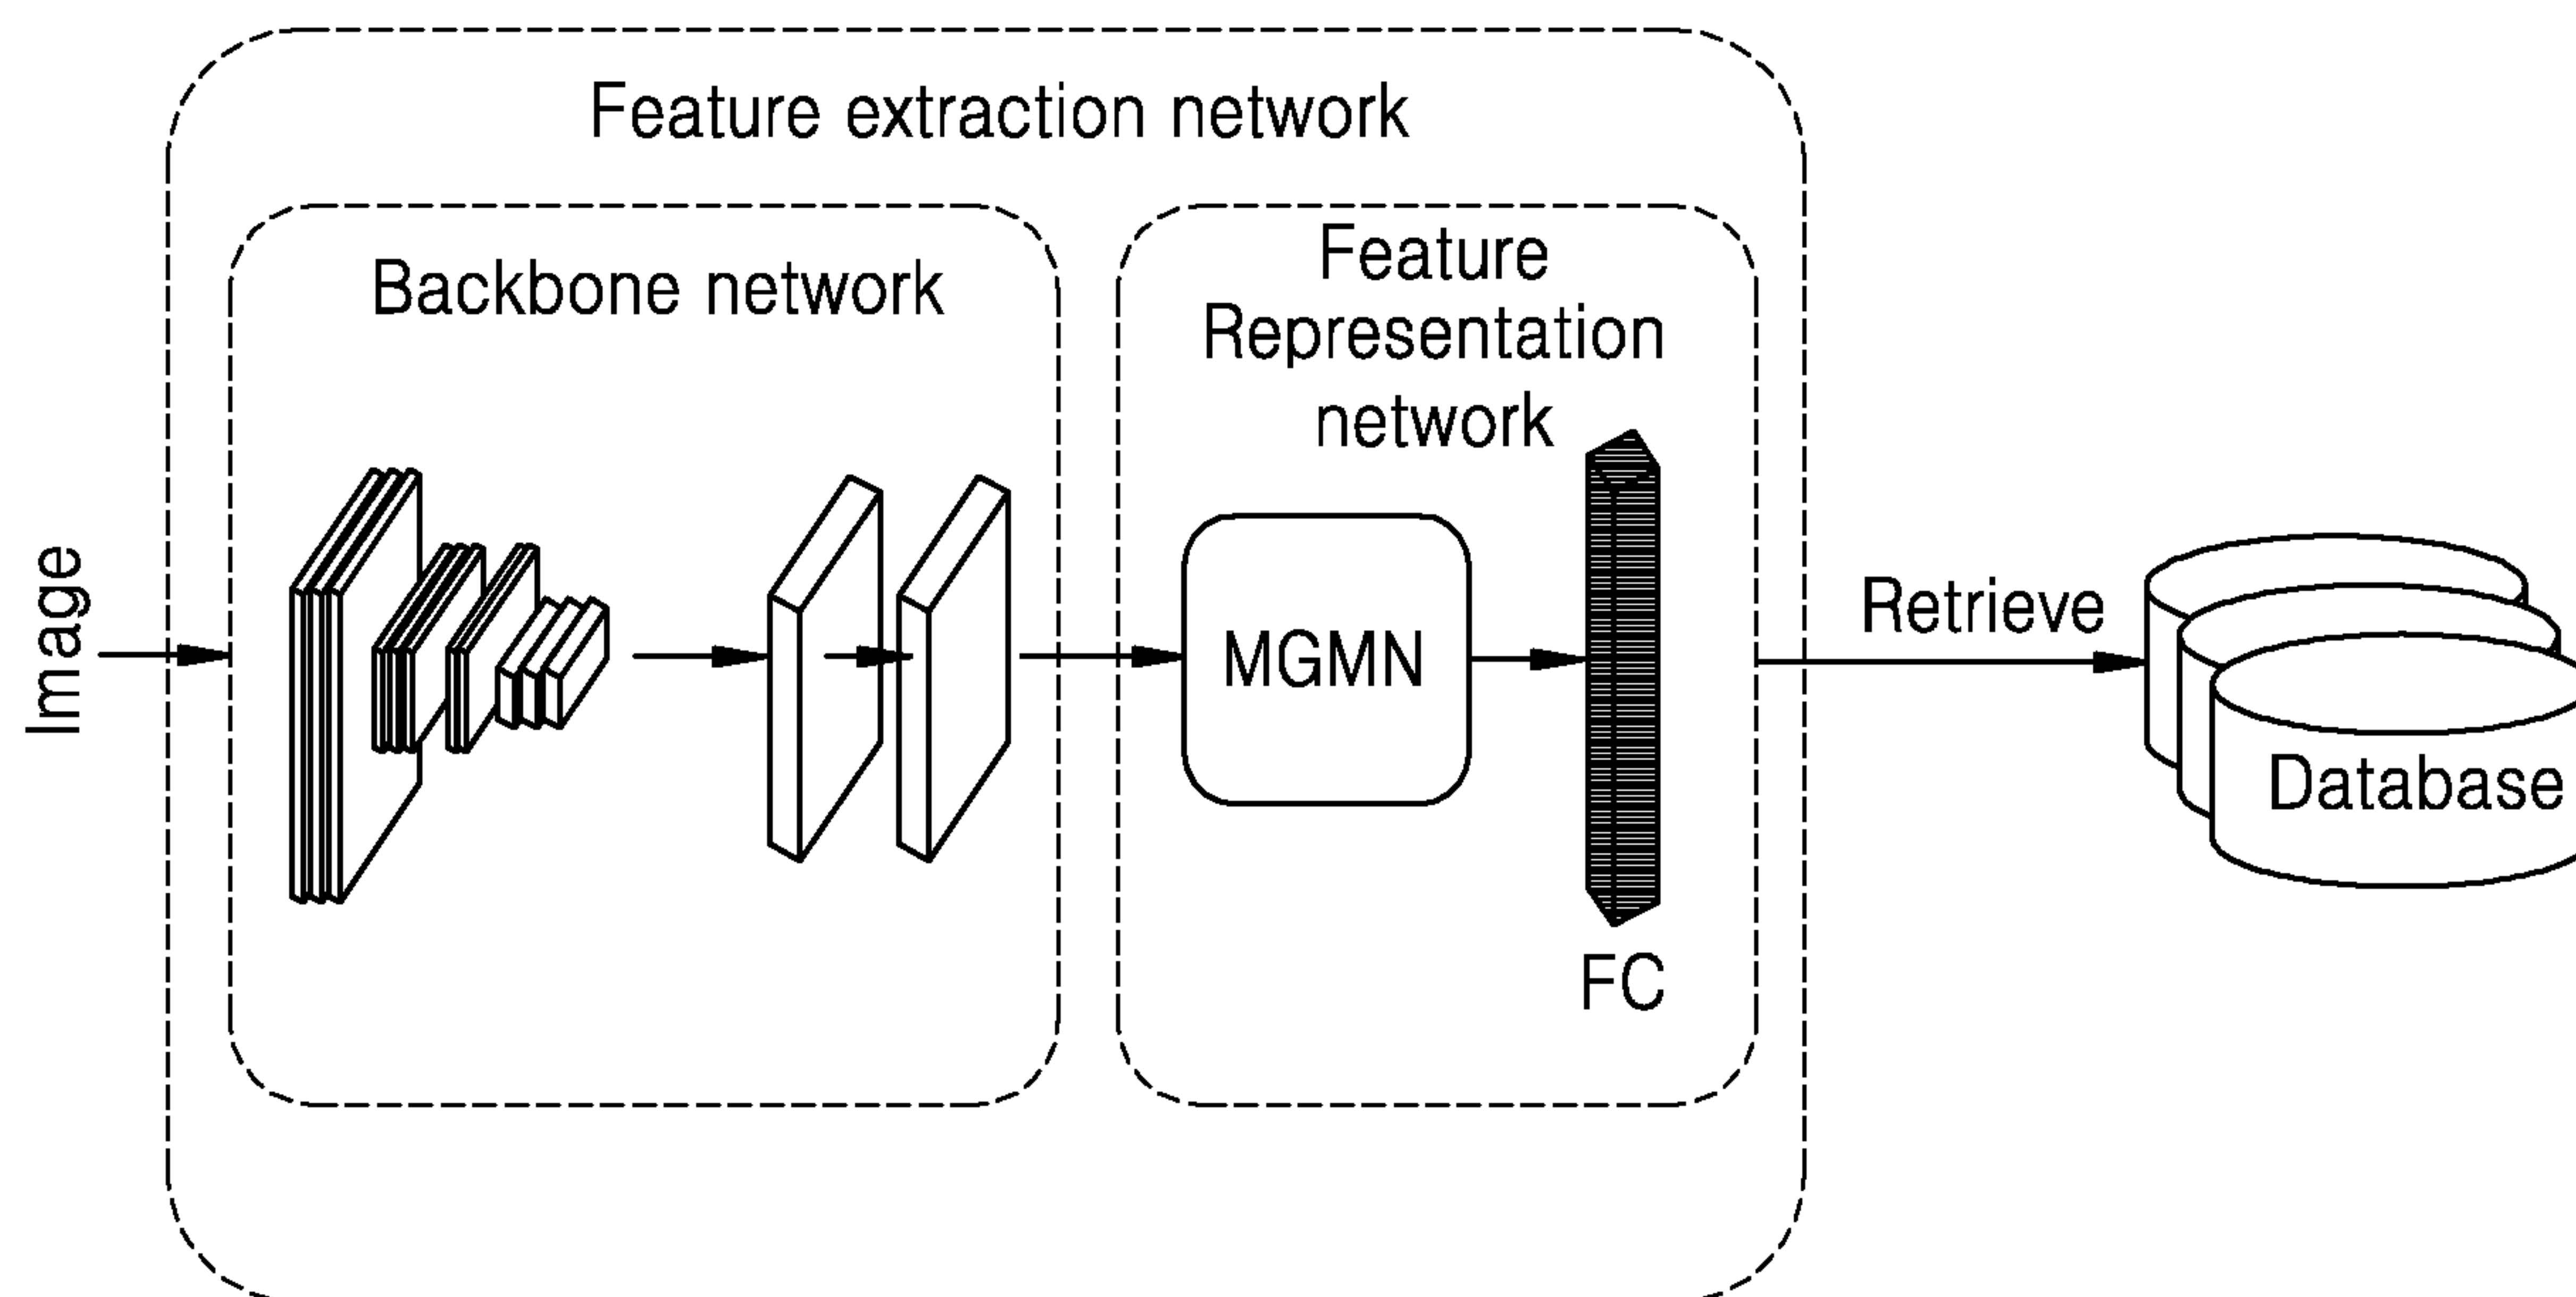 Feature extraction network
Backbone network
Feature
Representation
network
Image
MGMN
FC
Retrieve
Database